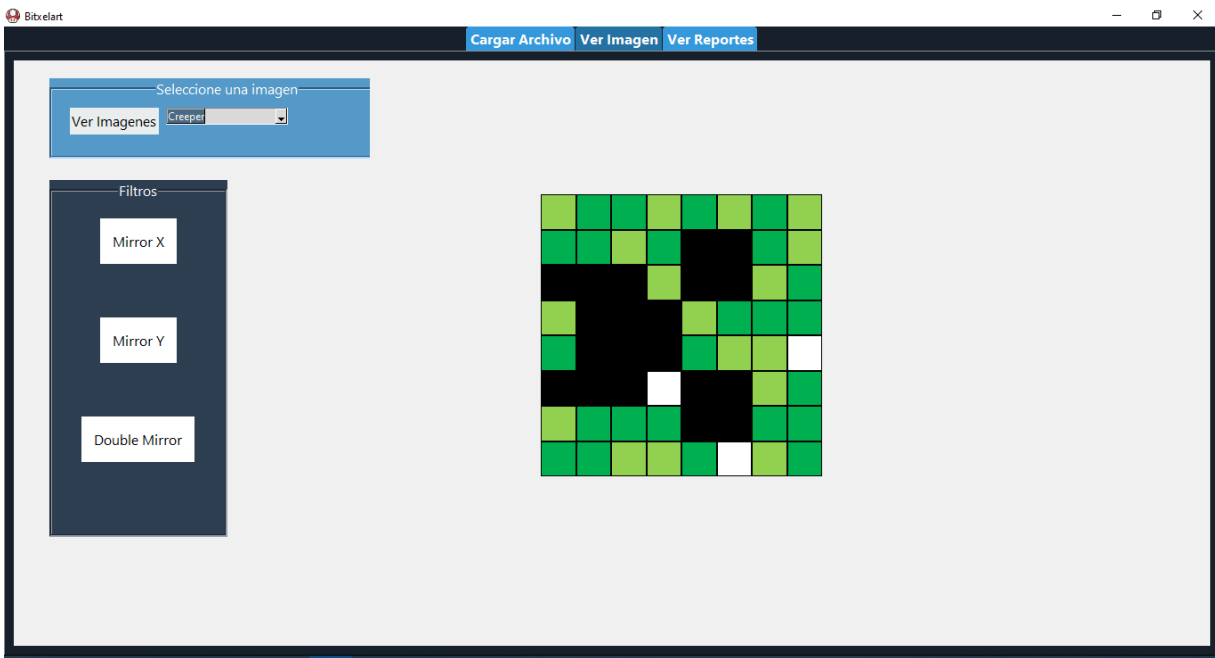 Bitxelart
Cargar Archivo Ver Imagen Ver Reportes
Seleccione una imagen
Ver Imagenes Creeper
Filtros
Mirror X
Mirror Y
Double Mirror